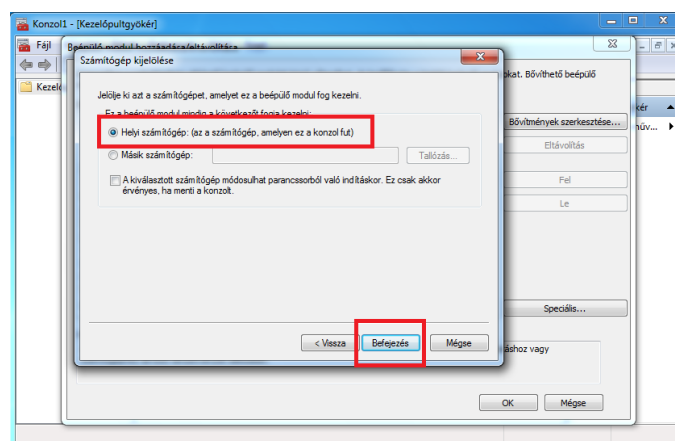 Konzol1 - [Kezelőpultgyökér]
Fájl
Beépülő modul hozzáadása/eltávolítása
Számítógép kijelölése
okat. Bővíthető beépülő
Jelölje ki azt a számítógépet, amelyet ez a beépülő modul fog kezelni.
Ez a beépülő modul mindig a következőt fogja kezelni:
Helyi számítógép: (az a számítógép, amelyen ez a konzol fut)
Másik számítógép:
Tallózás...
A kiválasztott számítógép módosulhat parancssorból való indításkor. Ez csak akkor
érvényes, ha menti a konzolt.
Bővítmények szerkesztése...
Eltávolítás
Fel
Le
Speciális...
< Vissza
Befejezés
Mégse
áshoz vagy
OK
Mégse
Kezelő
kér
űv...